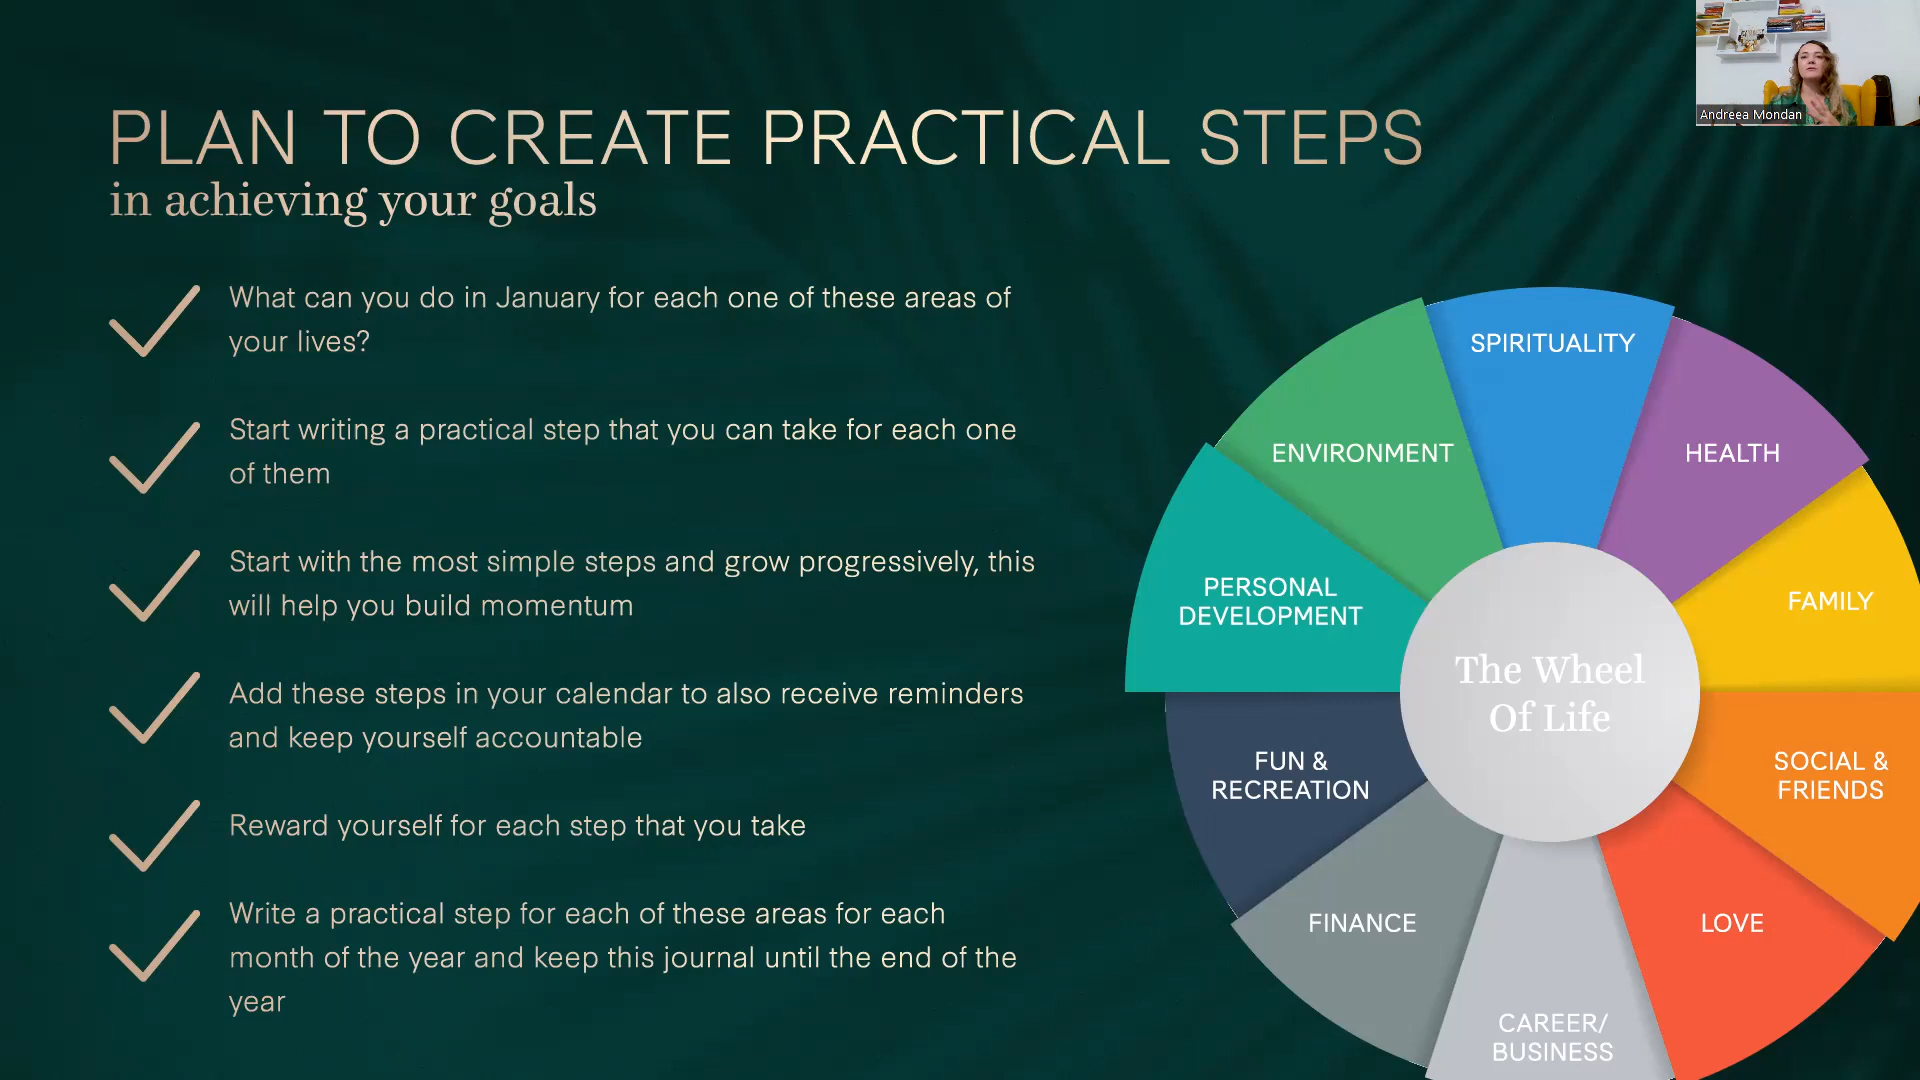 PLAN TO CREATE PRACTICAL STEPS
in achieving your goals
What can you do in January for each one of these areas of
your lives?
Start writing a practical step that you can take for each one
of them
Start with the most simple steps and grow progressively, this
will help you build momentum
Add these steps in your calendar to also receive reminders
and keep yourself accountable
Reward yourself for each step that you take
Write a practical step for each of these areas for each
month of the year and keep this journal until the end of the
year
Andreea Mondan
SPIRITUALITY
ENVIRONMENT
HEALTH
PERSONAL
DEVELOPMENT
FAMILY
The Wheel
Of Life
FUN &
RECREATION
SOCIAL &
FRIENDS
FINANCE
LOVE
CAREER/
BUSINESS